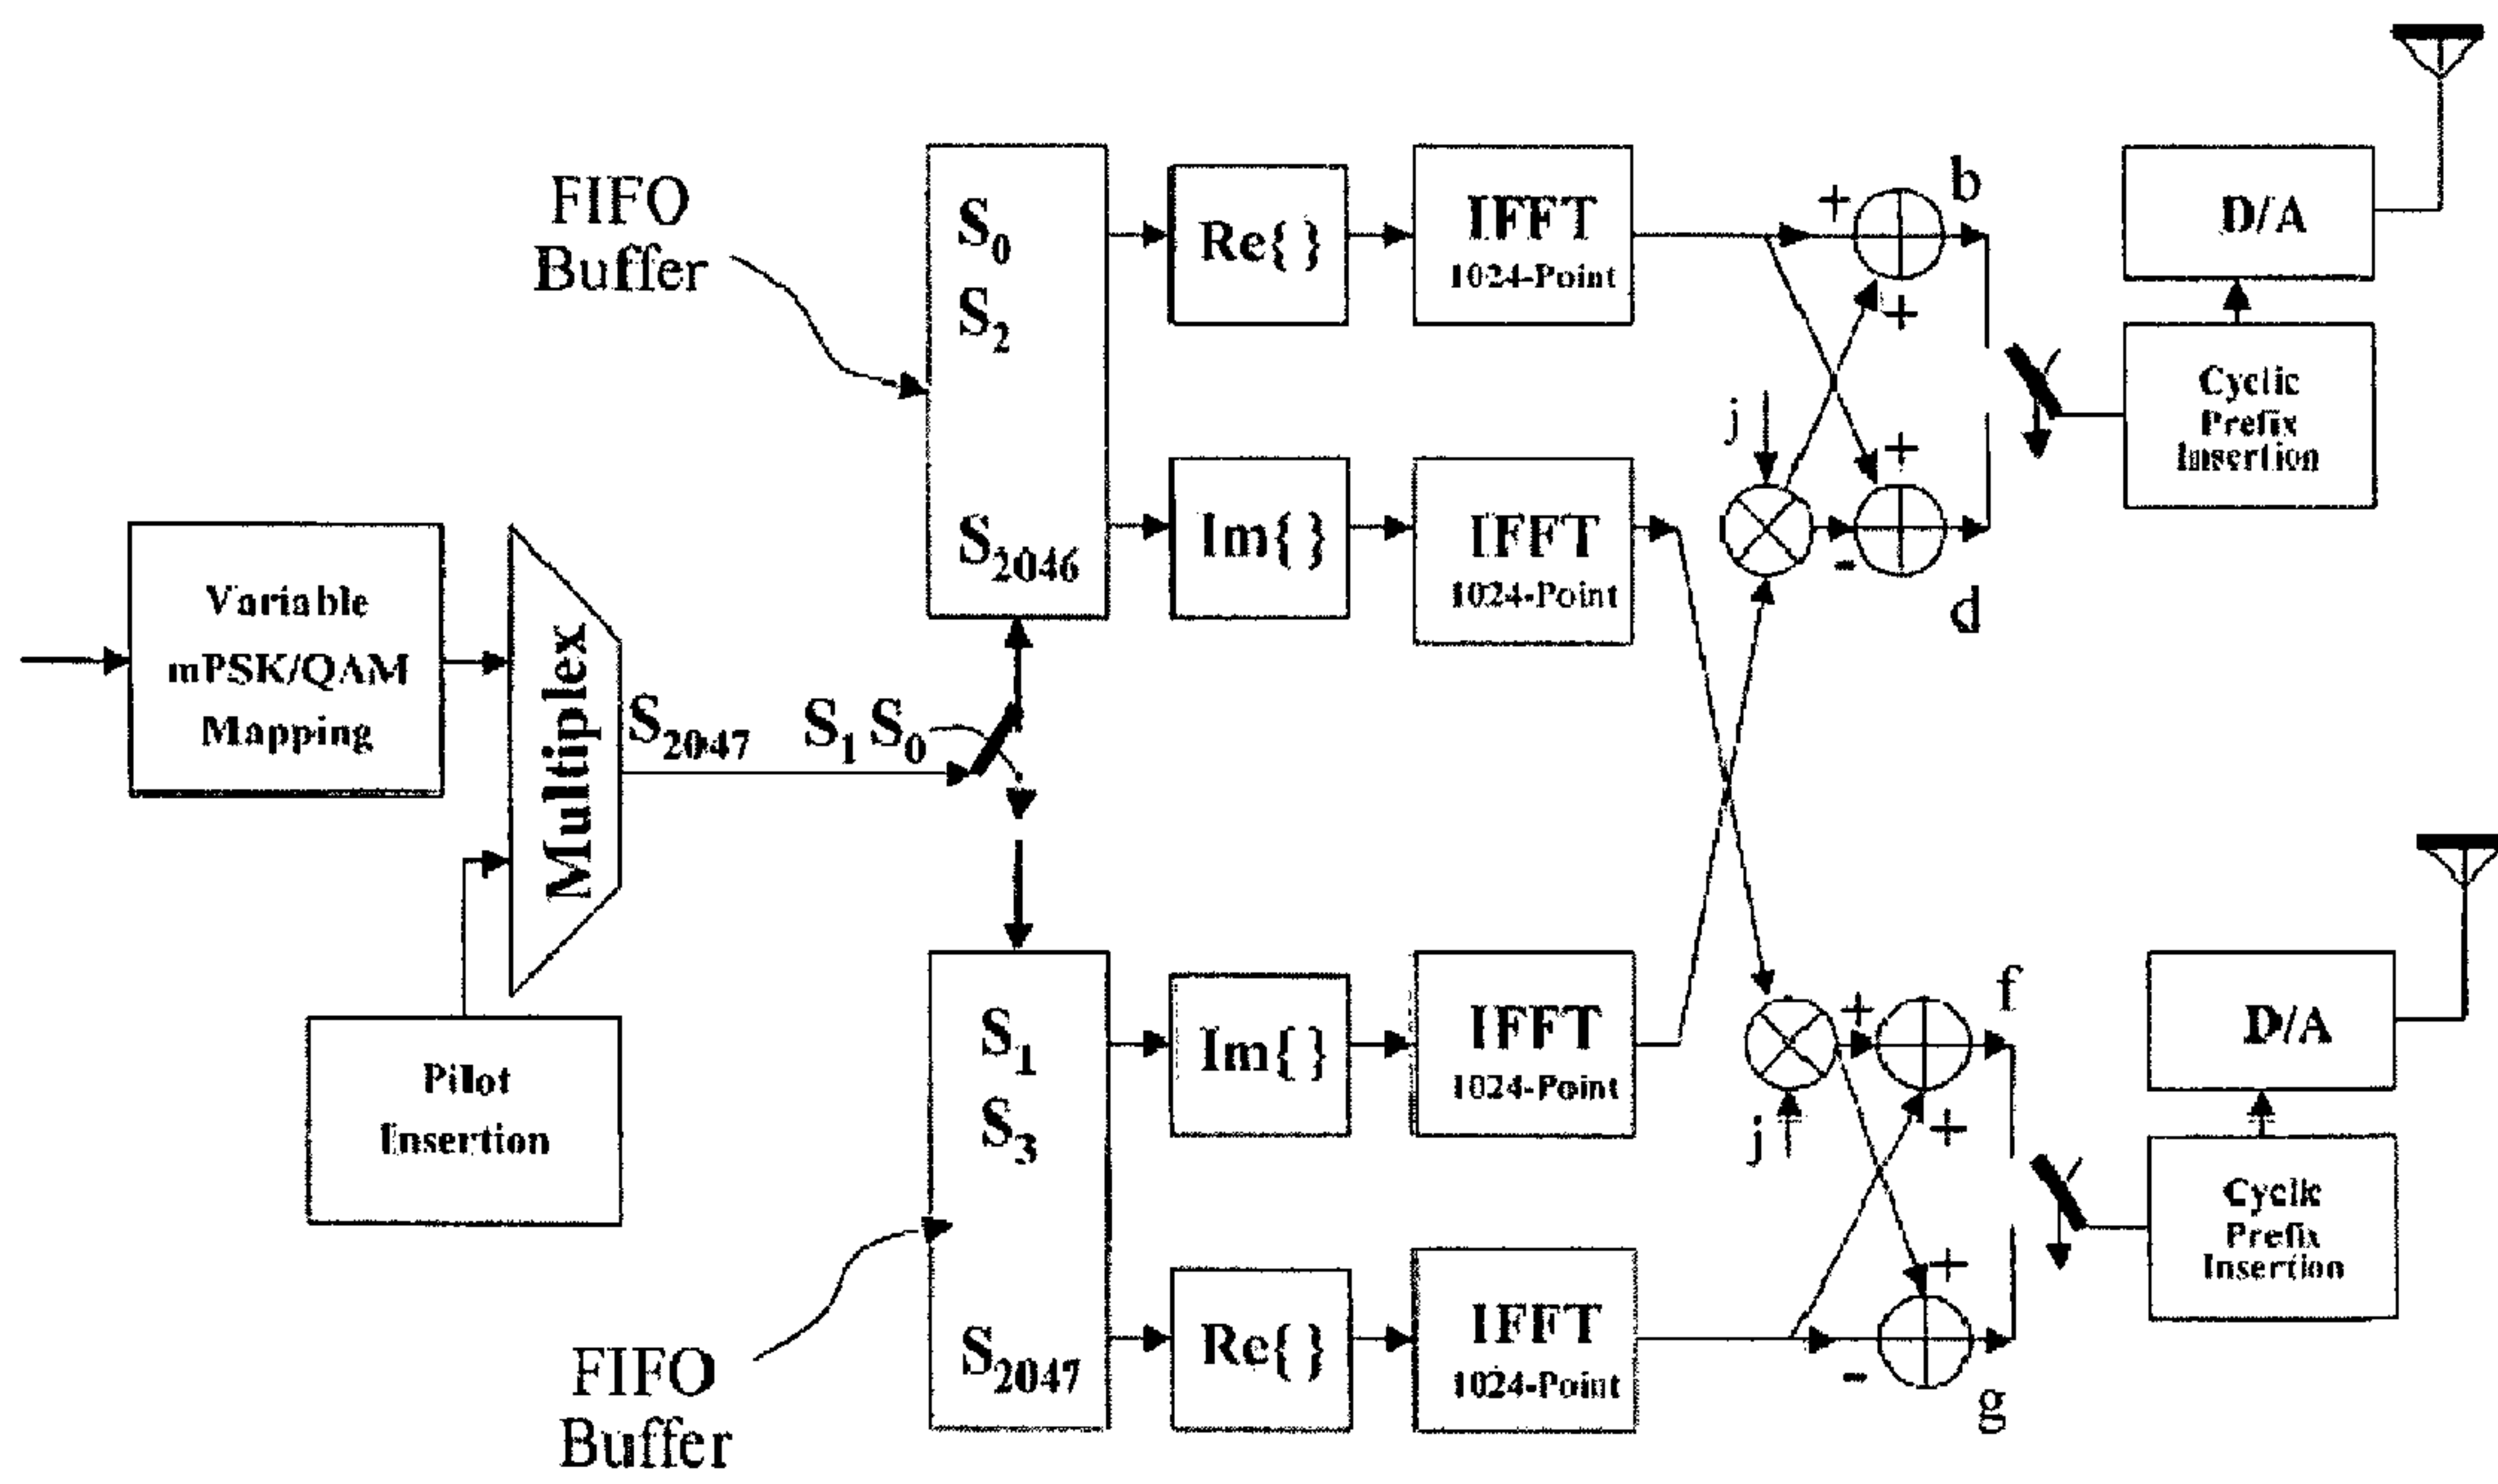 FIFO
Buffer
S0
S2
S2046
Re{ }
IFFT
1024-Point
+
+
b
D/A
Cyclic
Prefix
Insertion
Im{ }
IFFT
1024-Point
j
+
-
d
Variable
mPSK/QAM
Mapping
Multiplex
S2047 S1 S0
Pilot
Insertion
FIFO
Buffer
S1
S3
S2047
Im{ }
IFFT
1024-Point
j
+
+
f
D/A
Cyclic
Prefix
Insertion
Re{ }
IFFT
1024-Point
+
-
g